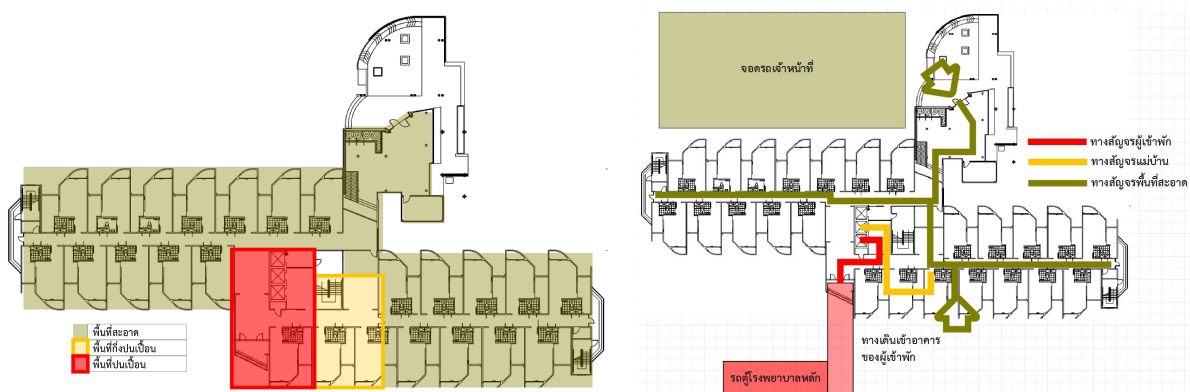 พื้นที่สะอาด
พื้นที่กึ่งปนเปื้อน
พื้นที่ปนเปื้อน
จอดรถเจ้าหน้าที่
ทางสัญจรผู้เข้าพัก
ทางสัญจรแม่บ้าน
ทางสัญจรพื้นที่สะอาด
ทางเดินเข้าอาคาร
ของผู้เข้าพัก
รถตู้โรงพยาบาลหลัก